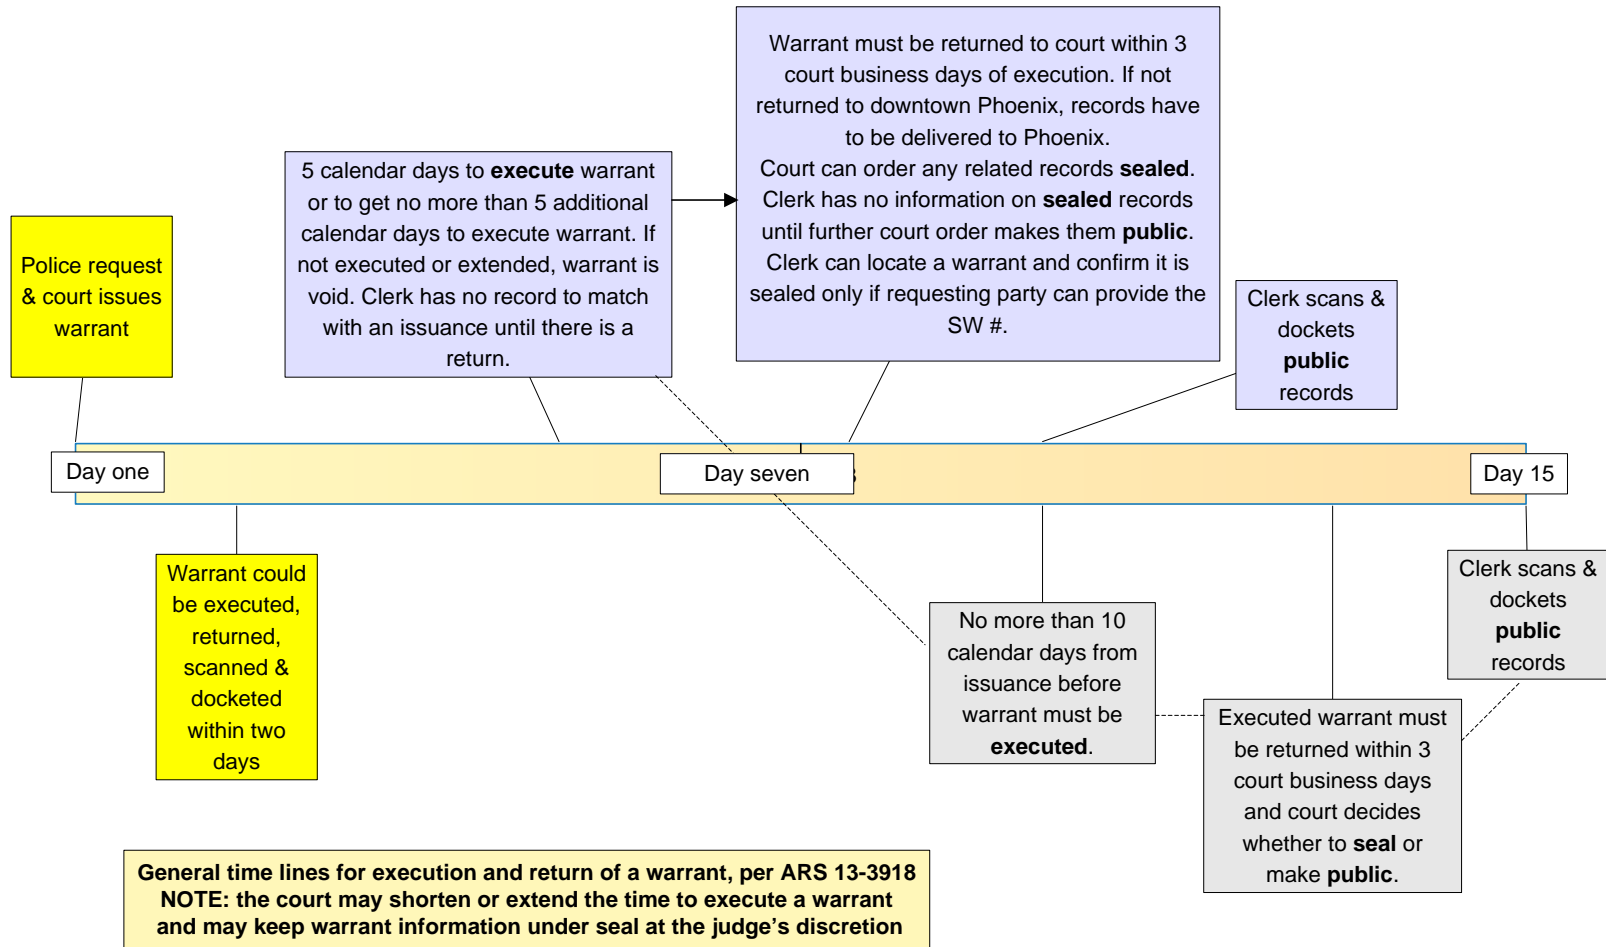 Warrant must be returned to court within 3
court business days of execution. If not
returned to downtown Phoenix, records have
to be delivered to Phoenix.
Court can order any related records sealed.
Clerk has no information on sealed records
until further court order makes them public.
Clerk can locate a warrant and confirm it is
sealed only if requesting party can provide the
SW #.
5 calendar days to execute warrant
or to get no more than 5 additional
calendar days to execute warrant. If
not executed or extended, warrant is
void. Clerk has no record to match
with an issuance until there is a
return.
Police request
& court issues
warrant
Clerk scans &
dockets
public
records
Day one
Day seven
Day 15
Warrant could
be executed,
returned,
scanned &
docketed
within two
days
No more than 10
calendar days from
issuance before
warrant must be
executed.
Executed warrant must
be returned within 3
court business days
and court decides
whether to seal or
make public.
Clerk scans &
dockets
public
records
General time lines for execution and return of a warrant, per ARS 13-3918
NOTE: the court may shorten or extend the time to execute a warrant
and may keep warrant information under seal at the judge’s discretion